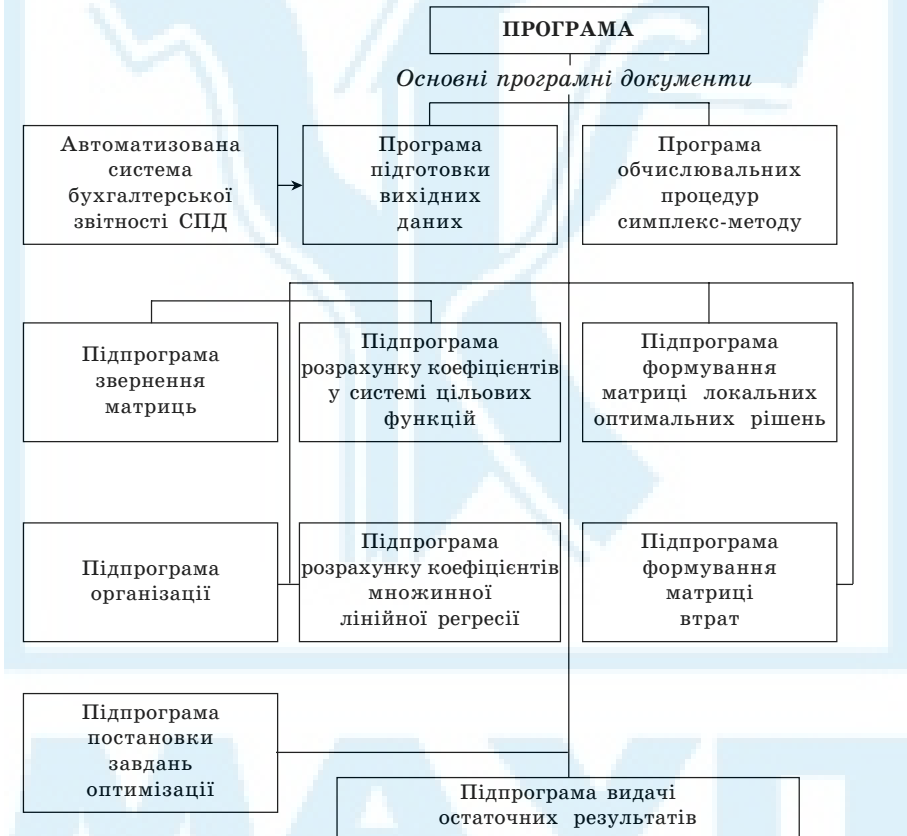 ПРОГРАМА
Основні програмні документи
Автоматизована
система
бухгалтерської
звітності СПД
Програма
підготовки
вихідних
даних
Програма
обчислювальних
процедур
симплекс-методу
Підпрограма
звернення
матриць
Підпрограма
розрахунку коефіцієнтів
у системі цільових
функцій
Підпрограма
формування
матриці локальних
оптимальних рішень
Підпрограма
організації
Підпрограма
розрахунку коефіцієнтів
множинної
лінійної регресії
Підпрограма
формування
матриці
втрат
Підпрограма
постановки
завдань
оптимізації
Підпрограма видачі
остаточних результатів